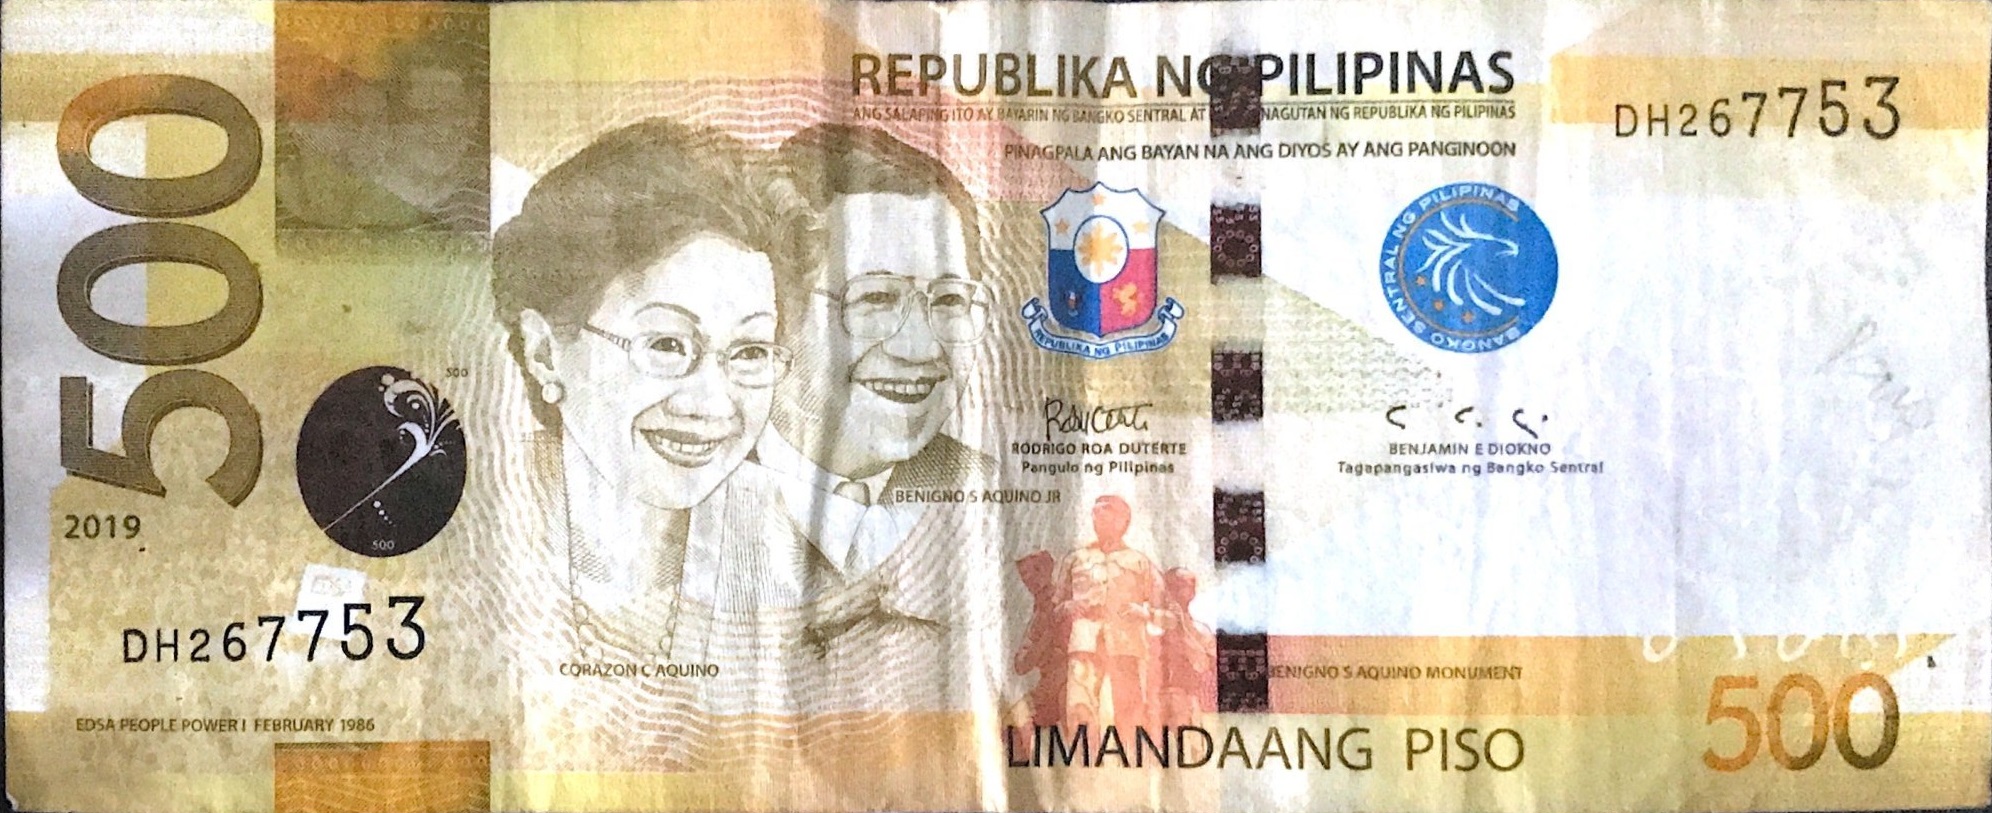 500
REPUBLIKA NG PILIPINAS
ANG SALAPING ITO AY BAYARIN NG BANGKO SENTRAL AT NAGUTAN NG REPUBLIKA NG PILIPINAS
PINAGPALA ANG BAYAN NA ANG DIYOS AY ANG PANGINOON
DH267753
REPUBLIKA NG PILIPINAS
BANGKO SENTRAL NG PILIPINAS
500
500
RODRIGO ROA DUTERTE
Pangulo ng Pilipinas
BENJAMIN E DIOKNO
Tagapangasiwa ng Bangko Sentral
BENIGNO S AQUINO JR
2019
DH267753
CORAZON C AQUINO
BENIGNO S AQUINO MONUMENT
EDSA PEOPLE POWER I FEBRUARY 1986
LIMANDAANG PISO
500